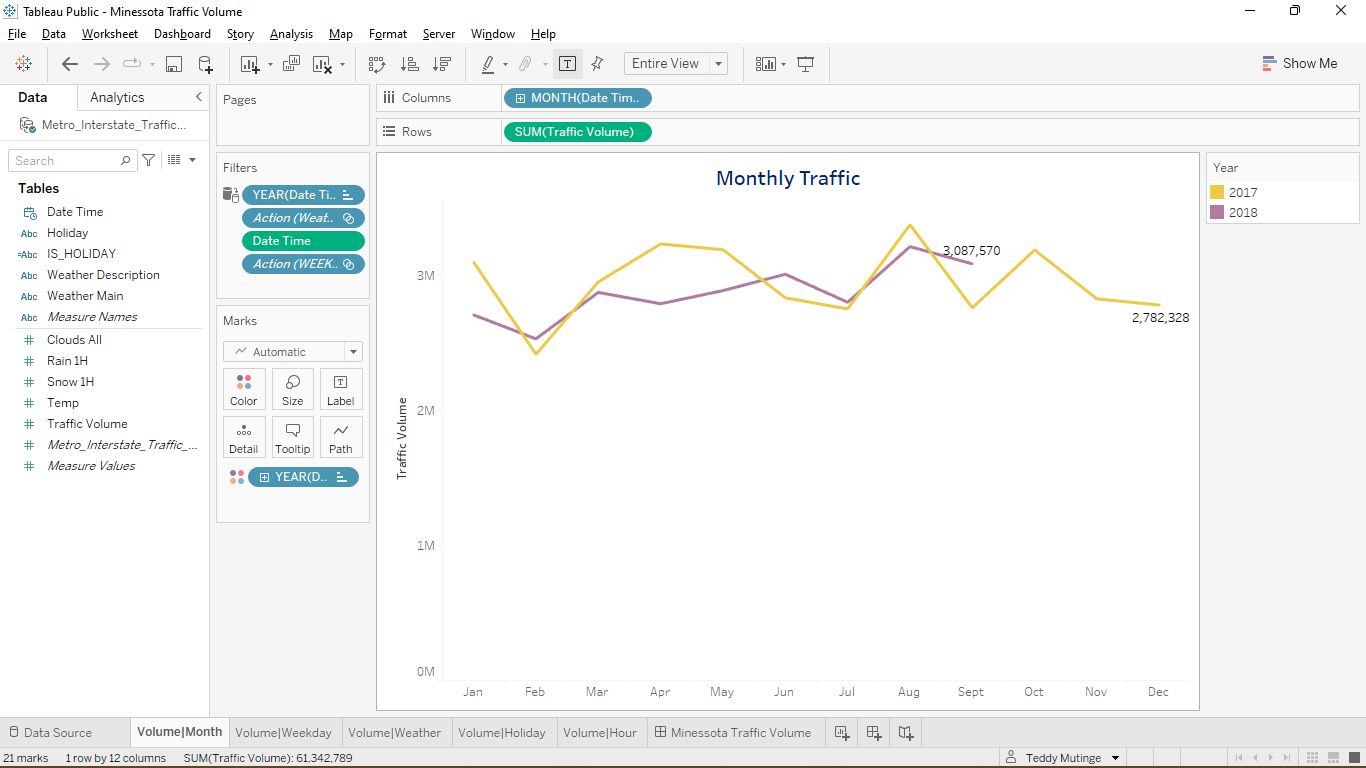 Tableau Public - Minessota Traffic Volume
File Data Worksheet Dashboard Story Analysis Map Format Server Window Help
Entire View
Show Me
Data Analytics
Metro_Interstate_Traffic...
Search
Tables
Date Time
Abc Holiday
=Abc IS_HOLIDAY
Abc Weather Description
Abc Weather Main
Abc Measure Names
# Clouds All
# Rain 1H
# Snow 1H
# Temp
# Traffic Volume
# Metro_Interstate_Traffic_...
# Measure Values
Pages
Filters
YEAR(Date Ti..
Action (Weat..
Date Time
Action (WEEK..
Marks
Automatic
Color Size Label
Detail Tooltip Path
YEAR(D..
Columns MONTH(Date Tim..
Rows SUM(Traffic Volume)
Monthly Traffic
Traffic Volume
3M
2M
1M
0M
3,087,570
2,782,328
Jan Feb Mar Apr May Jun Jul Aug Sept Oct Nov Dec
Year
2017
2018
Data Source Volume|Month Volume|Weekday Volume|Weather Volume|Holiday Volume|Hour Minessota Traffic Volume
21 marks 1 row by 12 columns SUM(Traffic Volume): 61,342,789 Teddy Mutinge